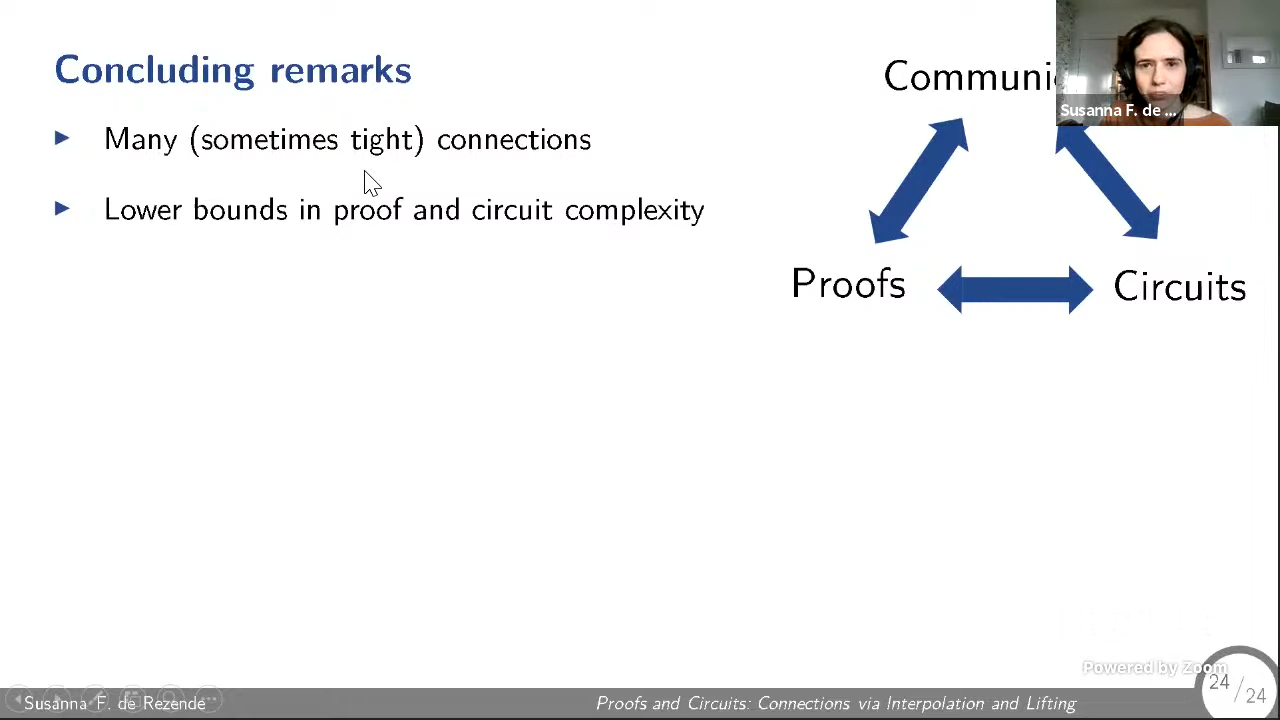 Concluding remarks
Communi
Susanna F. de ...
Many (sometimes tight) connections
Lower bounds in proof and circuit complexity
Proofs
Circuits
Powered by Zoom
Susanna F. de Rezende
Proofs and Circuits: Connections via Interpolation and Lifting
24/24